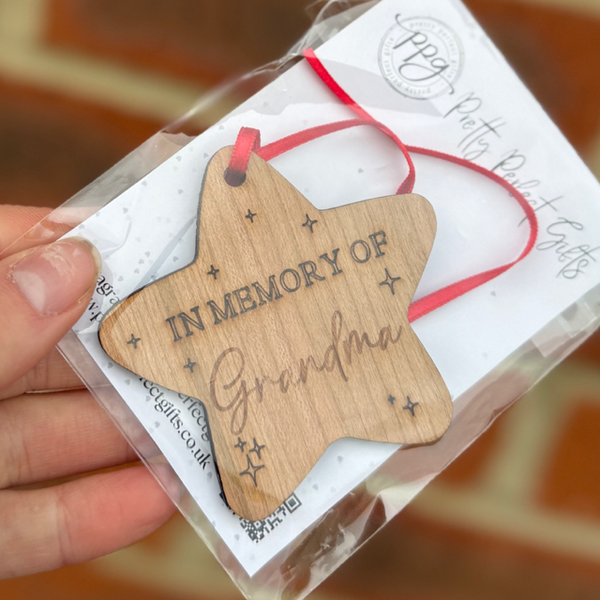 ppg
Pretty Perfect Gifts
IN MEMORY OF
Grandma